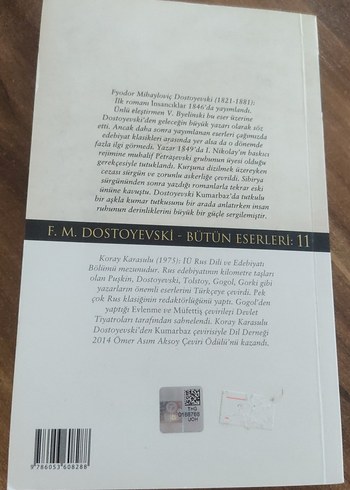 Fyodor Mihayloviç Dostoyevski (1821-1881):
İlk romanı İnsancıklar 1846'da yayımlandı.
Ünlü eleştirmen V. Byelinski bu eser üzerine
Dostoyevski'den geleceğin büyük yazarı olarak söz
etti. Ancak daha sonra yayımlanan eserleri çağımızda
edebiyat klasikleri arasında yer alsa da o dönemde
fazla ilgi görmedi. Yazar 1849'da I. Nikolay'ın baskıcı
rejimine muhalif Petraşevski grubunun üyesi olduğu
gerekçesiyle tutuklandı. Kurşuna dizilmek üzereyken
cezası sürgün ve zorunlu askerliğe çevrildi. Sibirya
sürgününden sonra yazdığı romanlarla tekrar eski
ününe kavuştu. Dostoyevski Kumarbaz'da tutkulu
bir aşkla kumar tutkusunu bir arada anlatırken insan
ruhunun derinliklerini büyük bir güçle sergilemiştir.
F. M. DOSTOYEVSKİ - BÜTÜN ESERLERİ: 11
Koray Karasulu (1975): İÜ Rus Dili ve Edebiyatı
Bölümü mezunudur. Rus edebiyatının kilometre taşları
olan Puşkin, Dostoyevski, Tolstoy, Gogol, Gorki gibi
yazarların önemli eserlerini Türkçeye çevirdi. Pek
çok Rus klasiğinin redaktörlüğünü yaptı. Gogol'den
yaptığı Evlenme ve Müfettiş çevirileri Devlet
Tiyatroları tarafından sahnelendi. Koray Karasulu
Dostoyevski'den Kumarbaz çevirisiyle Dil Derneği
2014 Ömer Asım Aksoy Çeviri Ödülü'nü kazandı.
9 786053 608288